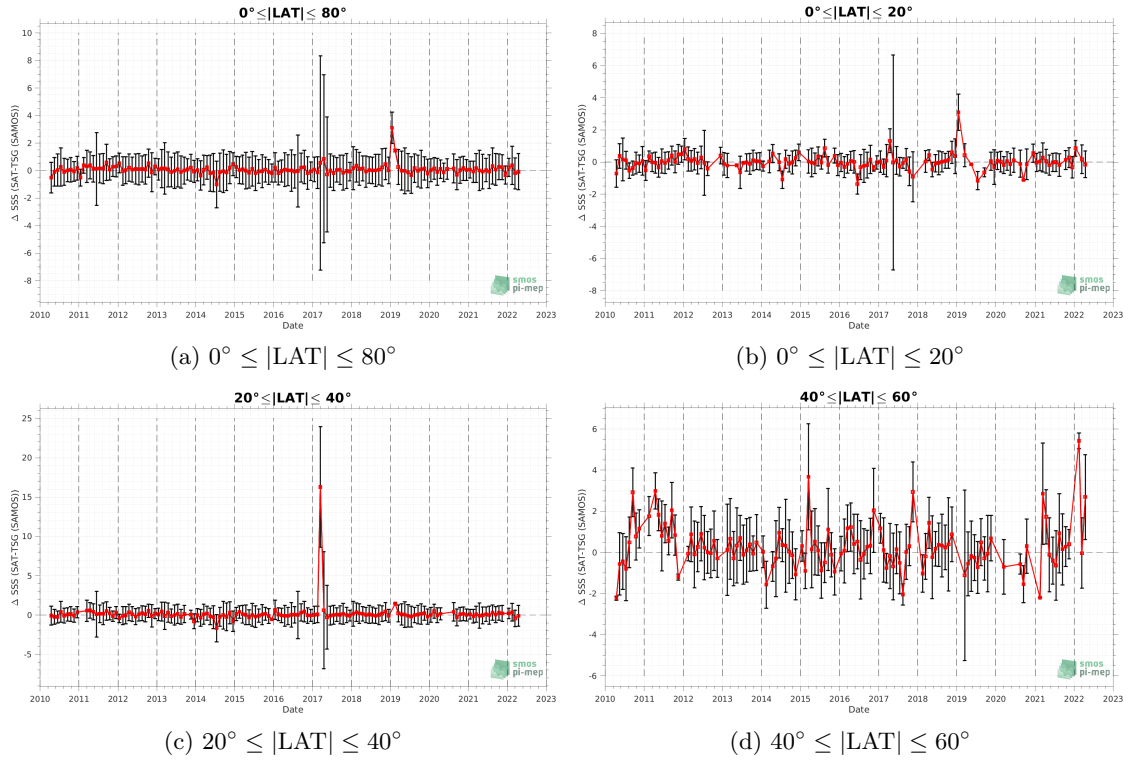 0°≤|LAT|≤ 80°
10
8
6
4
2
0
-2
-4
-6
-8
Δ SSS (SAT-TSG (SAMOS))
smos
pi-mep
2010 2011 2012 2013 2014 2015 2016 2017 2018 2019 2020 2021 2022 2023
Date
(a) 0° ≤ |LAT| ≤ 80°
0°≤|LAT|≤ 20°
8
6
4
2
0
-2
-4
-6
-8
Δ SSS (SAT-TSG (SAMOS))
smos
pi-mep
2010 2011 2012 2013 2014 2015 2016 2017 2018 2019 2020 2021 2022 2023
Date
(b) 0° ≤ |LAT| ≤ 20°
20°≤|LAT|≤ 40°
25
20
15
10
5
0
-5
Δ SSS (SAT-TSG (SAMOS))
smos
pi-mep
2010 2011 2012 2013 2014 2015 2016 2017 2018 2019 2020 2021 2022 2023
Date
(c) 20° ≤ |LAT| ≤ 40°
40°≤|LAT|≤ 60°
6
4
2
0
-2
-4
-6
Δ SSS (SAT-TSG (SAMOS))
smos
pi-mep
2010 2011 2012 2013 2014 2015 2016 2017 2018 2019 2020 2021 2022 2023
Date
(d) 40° ≤ |LAT| ≤ 60°